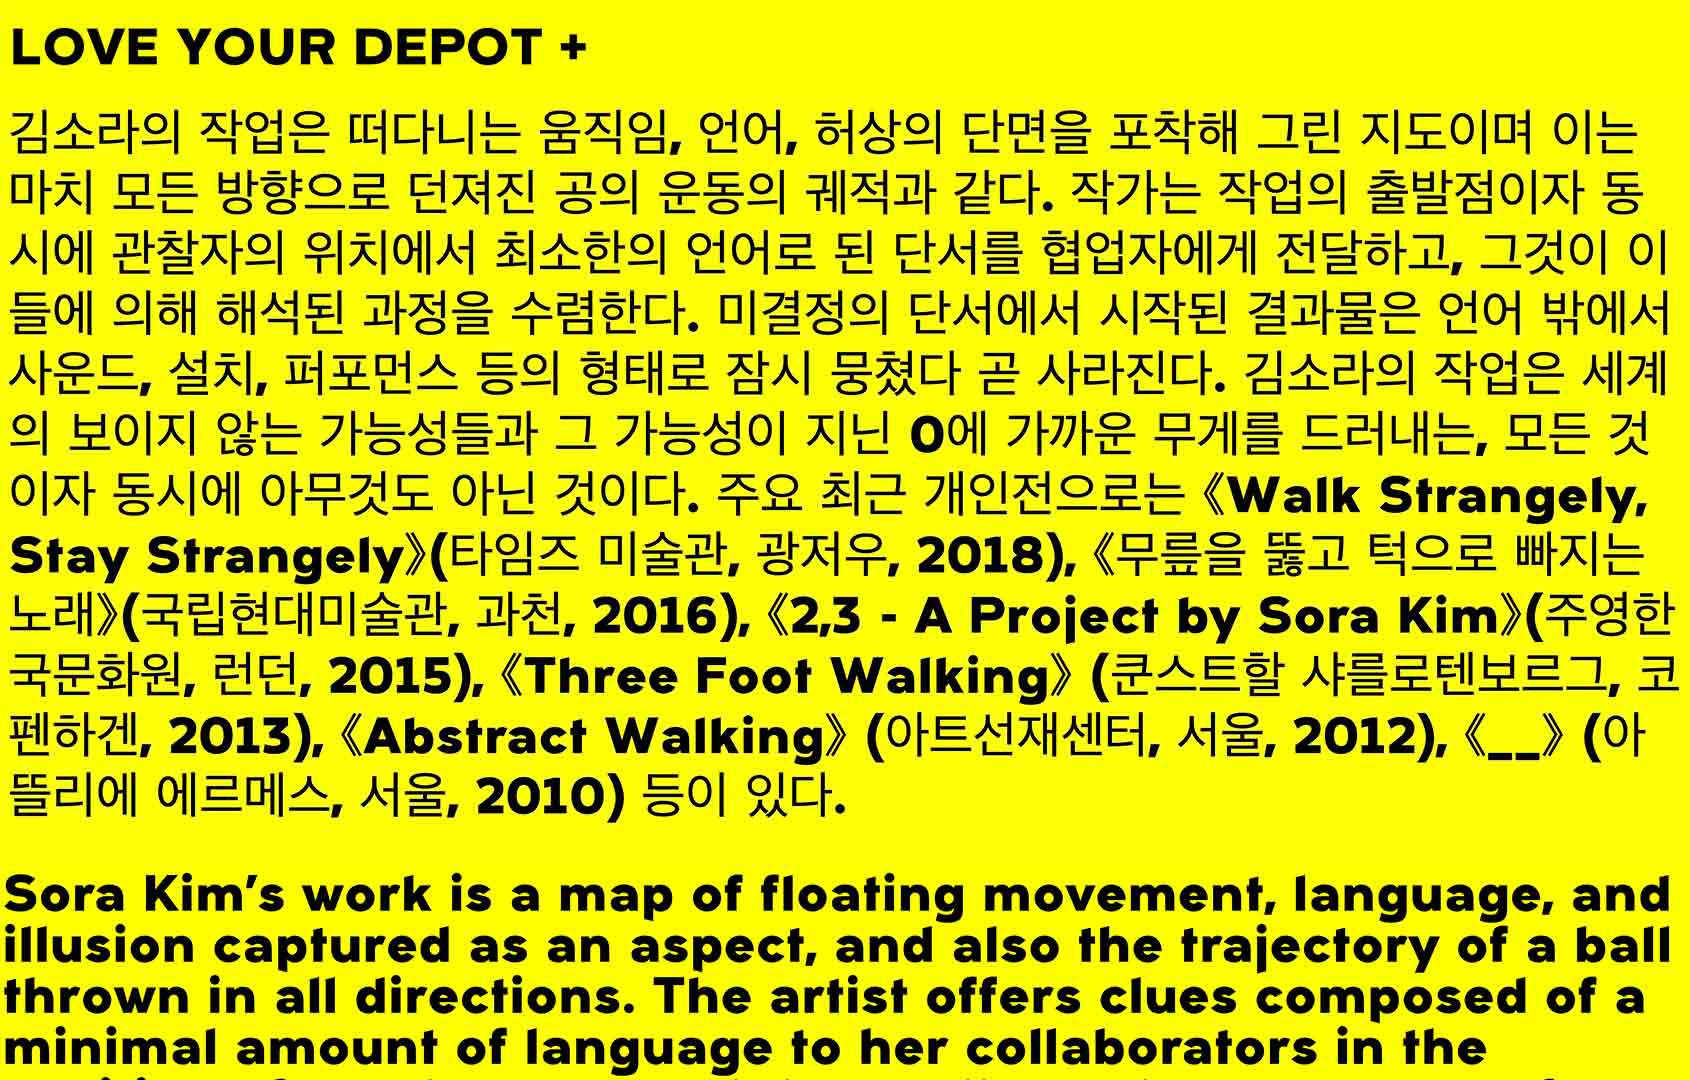 LOVE YOUR DEPOT +
김소라의 작업은 떠다니는 움직임, 언어, 허상의 단면을 포착해 그린 지도이며 이는
마치 모든 방향으로 던져진 공의 운동의 궤적과 같다. 작가는 작업의 출발점이자 동
시에 관찰자의 위치에서 최소한의 언어로 된 단서를 협업자에게 전달하고, 그것이 이
들에 의해 해석된 과정을 수렴한다. 미결정의 단서에서 시작된 결과물은 언어 밖에서
사운드, 설치, 퍼포먼스 등의 형태로 잠시 뭉쳤다 곧 사라진다. 김소라의 작업은 세계
의 보이지 않는 가능성들과 그 가능성이 지닌 0에 가까운 무게를 드러내는, 모든 것
이자 동시에 아무것도 아닌 것이다. 주요 최근 개인전으로는 《Walk Strangely,
Stay Strangely》(타임즈 미술관, 광저우, 2018), 《무릎을 뚫고 턱으로 빠지는
노래》(국립현대미술관, 과천, 2016), 《2,3 - A Project by Sora Kim》(주영한
국문화원, 런던, 2015), 《Three Foot Walking》 (쿤스트할 샤를로텐보르그, 코
펜하겐, 2013), 《Abstract Walking》 (아트선재센터, 서울, 2012), 《__》 (아
뜰리에 에르메스, 서울, 2010) 등이 있다.
Sora Kim’s work is a map of floating movement, language, and
illusion captured as an aspect, and also the trajectory of a ball
thrown in all directions. The artist offers clues composed of a
minimal amount of language to her collaborators in the